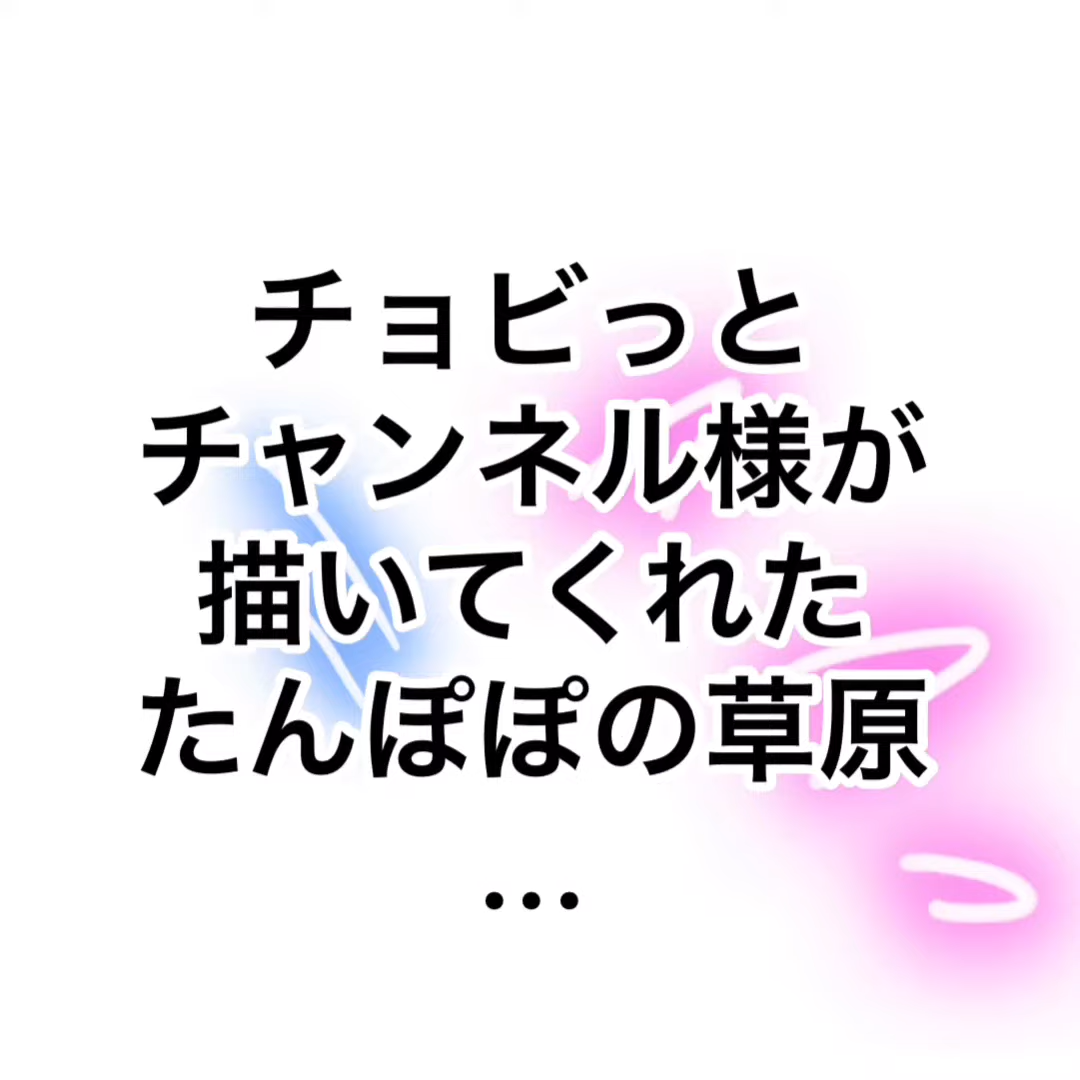 チョビっと
チャンネル様が
描いてくれた
たんぽぽの草原
…